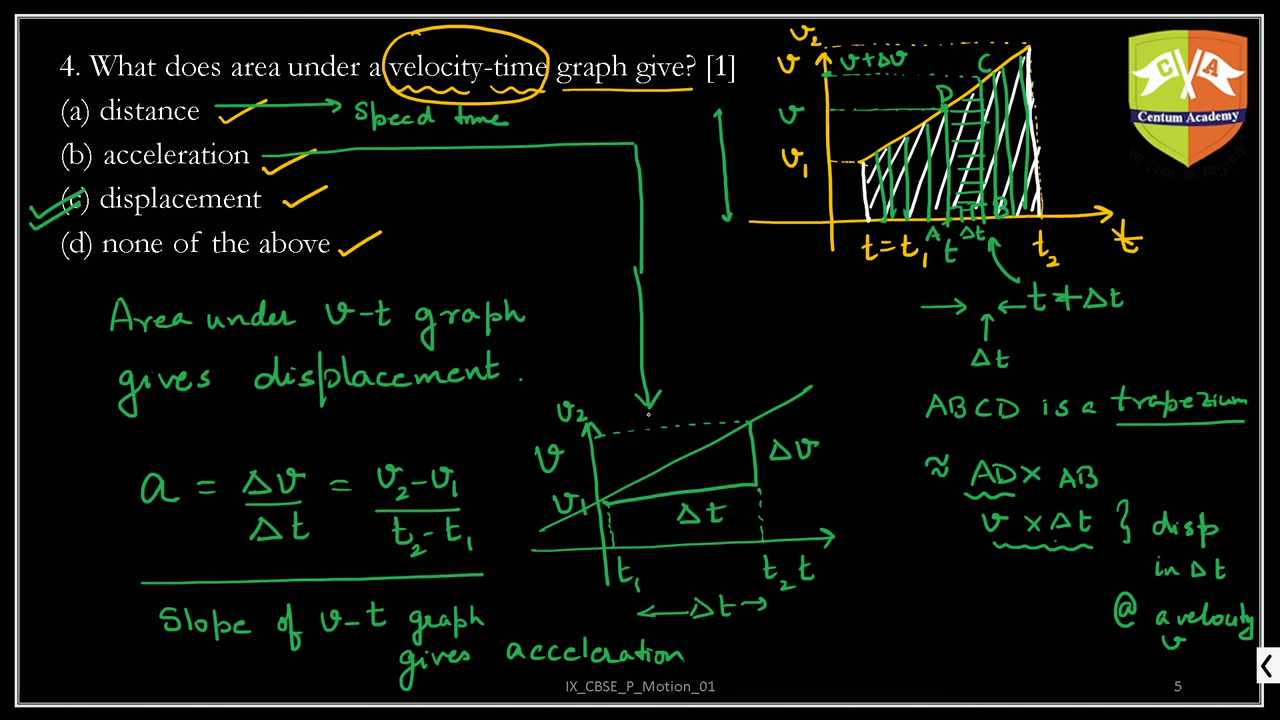 4. What does area under a velocity-time graph give? [1]
(a) distance
Speed time
(b) acceleration
(c) displacement
(d) none of the above
Area under v-t graph
gives displacement.
a = Δv/Δt = v₂-v₁/t₂-t₁
Slope of v-t graph
gives acceleration
v₂
v
v₁
Δv
Δt
t₁
t₂ t
Δt
v₂
v
v+Δv
v
v₁
D
C
A
B
t=t₁
t
Δt
t₂
t
t+Δt
Δt
ABCD is a trapezium
≈ AD× AB
v × Δt } disp
in Δt
@ a velocity
v
C A
Centum Academy
IX_CBSE_P_Motion_01
5